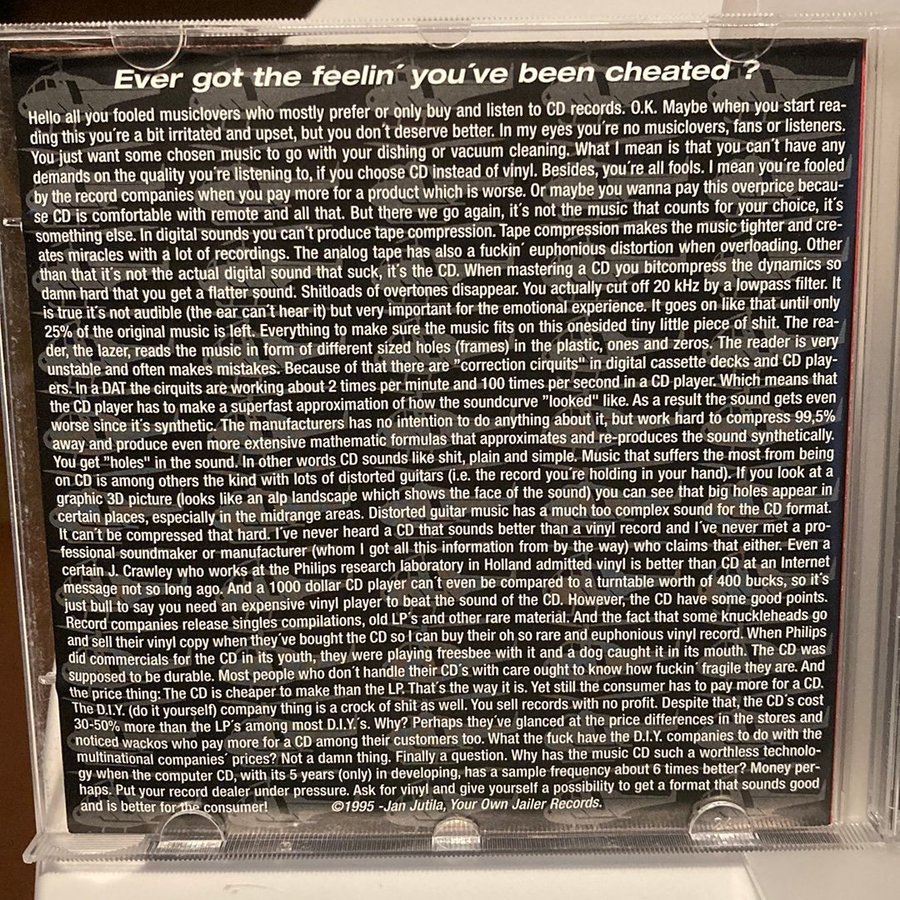 Ever got the feelin´ you´ve been cheated ?
Hello all you fooled musiclovers who mostly prefer or only buy and listen to CD records. O.K. Maybe when you start rea-
ding this you´re a bit irritated and upset, but you don´t deserve better. In my eyes you´re no musiclovers, fans or listeners.
You just want some chosen music to go with your dishing or vacuum cleaning. What I mean is that you can´t have any
demands on the quality you´re listening to, if you choose CD instead of vinyl. Besides, you´re all fools. I mean you´re fooled
by the record companies when you pay more for a product which is worse. Or maybe you wanna pay this overprice becau-
se CD is comfortable with remote and all that. But there we go again, it´s not the music that counts for your choice, it´s
something else. In digital sounds you can´t produce tape compression. Tape compression makes the music tighter and cre-
ates miracles with a lot of recordings. The analog tape has also a fuckin´ euphonous distortion when overloading. Other
than that it´s not the actual digital sound that suck, it´s the CD. When mastering a CD you bitcompress the dynamics so
damn hard that you get a flatter sound. Shitloads of overtones disappear. You actually cut off 20 kHz by a lowpass filter. It
is true it´s not audible (the ear can´t hear it) but very important for the emotional experience. It goes on like that until only
25% of the original music is left. Everything to make sure the music fits on this onesided tiny little piece of shit. The rea-
der, the lazer, reads the music in form of different sized holes (frames) in the plastic, ones and zeros. The reader is very
unstable and often makes mistakes. Because of that there are "correction cirquits" in digital cassette decks and CD play-
ers. In a DAT the cirquits are working about 2 times per minute and 100 times per second in a CD player. Which means that
the CD player has to make a superfast approximation of how the soundcurve "looked" like. As a result the sound gets even
worse since it´s synthetic. The manufacturers has no intention to do anything about it, but work hard to compress 99,5%
away and produce even more extensive mathematic formulas that approximates and re-produces the sound synthetically.
You get "holes" in the sound. In other words CD sounds like shit, plain and simple. Music that suffers the most from being
on CD is among others the kind with lots of distorted guitars (i.e. the record you´re holding in your hand). If you look at a
graphic 3D picture (looks like an alp landscape which shows the face of the sound) you can see that big holes appear in
certain places, especially in the midrange areas. Distorted guitar music has a much too complex sound for the CD format.
It can´t be compressed that hard. I´ve never heard a CD that sounds better than a vinyl record and I´ve never met a pro-
fessional soundmaker or manufacturer (whom I got all this information from by the way) who claims that either. Even a
certain J. Crawley who works at the Philips research laboratory in Holland admitted vinyl is better than CD at an Internet
message not so long ago. And a 1000 dollar CD player can´t even be compared to a turntable worth of 400 bucks, so it´s
just bull to say you need an expensive vinyl player to beat the sound of the CD. However, the CD have some good points.
Record companies release singles compilations, old LP´s and other rare material. And the fact that some knuckleheads go
and sell their vinyl copy when they´ve bought the CD so I can buy their oh so rare and euphonious vinyl record. When Philips
did commercials for the CD in its youth, they were playing freesbee with it and a dog caught it in its mouth. The CD was
supposed to be durable. Most people who don´t handle their CD´s with care ought to know how fuckin´ fragile they are. And
the price thing: The CD is cheaper to make than the LP. That´s the way it is. Yet still the consumer has to pay more for a CD.
The D.I.Y. (do it yourself) company thing is a crock of shit as well. You sell records with no profit. Despite that, the CD´s cost
30-50% more than the LP´s among most D.I.Y.´s. Why? Perhaps they´ve glanced at the price differences in the stores and
noticed wackos who pay more for a CD among their customers too. What the fuck have the D.I.Y. companies to do with the
multinational companies´ prices? Not a damn thing. Finally a question. Why has the music CD such a worthless technolo-
gy when the computer CD, with its 5 years (only) in developing, has a sample frequency about 6 times better? Money per-
haps. Put your record dealer under pressure. Ask for vinyl and give yourself a possibility to get a format that sounds good
and is better for the consumer! ©1995 -Jan Jutila, Your Own Jailer Records.